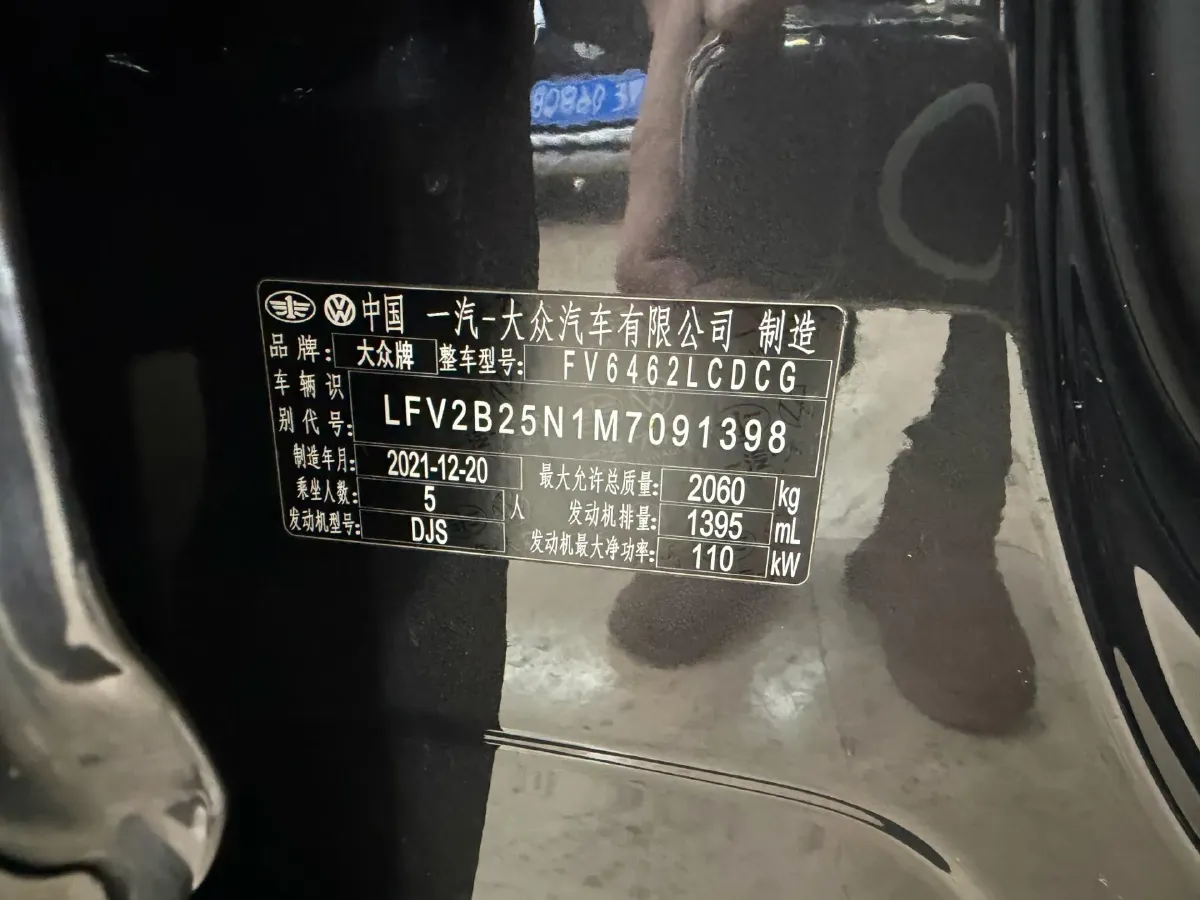 中国 一汽-大众汽车有限公司 制造
品牌: 大众牌 整车型号: FV6462LCDCG
车辆识别代号: LFV2B25N1M7091398
制造年月: 2021-12-20 最大允许总质量: 2060 kg
乘坐人数: 5 人 发动机排量: 1395 mL
发动机型号: DJS 发动机最大净功率: 110 kW